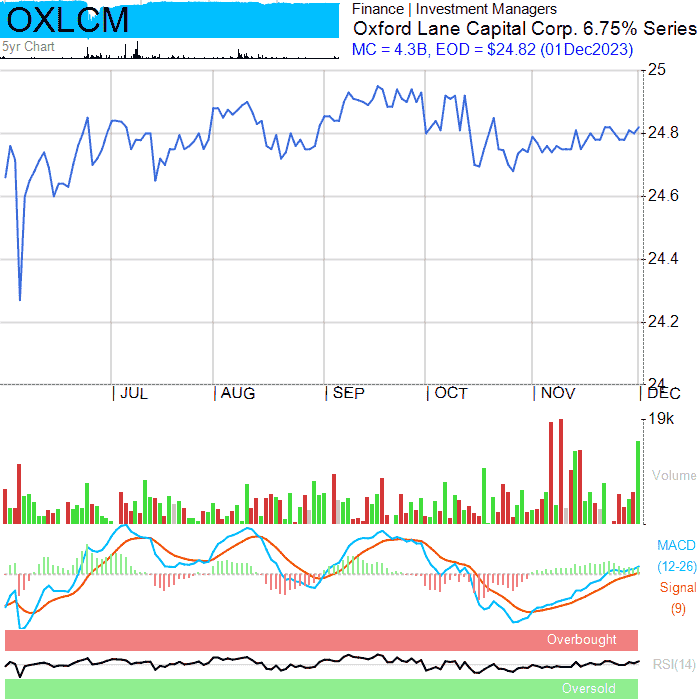 OXLCM
5yr Chart
Finance | Investment Managers
Oxford Lane Capital Corp. 6.75% Series
MC = 4.3B, EOD = $24.82 (01Dec2023)
25
24.8
24.6
24.4
24.2
24
JUL AUG SEP OCT NOV DEC
19k
Volume
MACD
(12-26)
Signal
(9)
Overbought
RSI(14)
Oversold